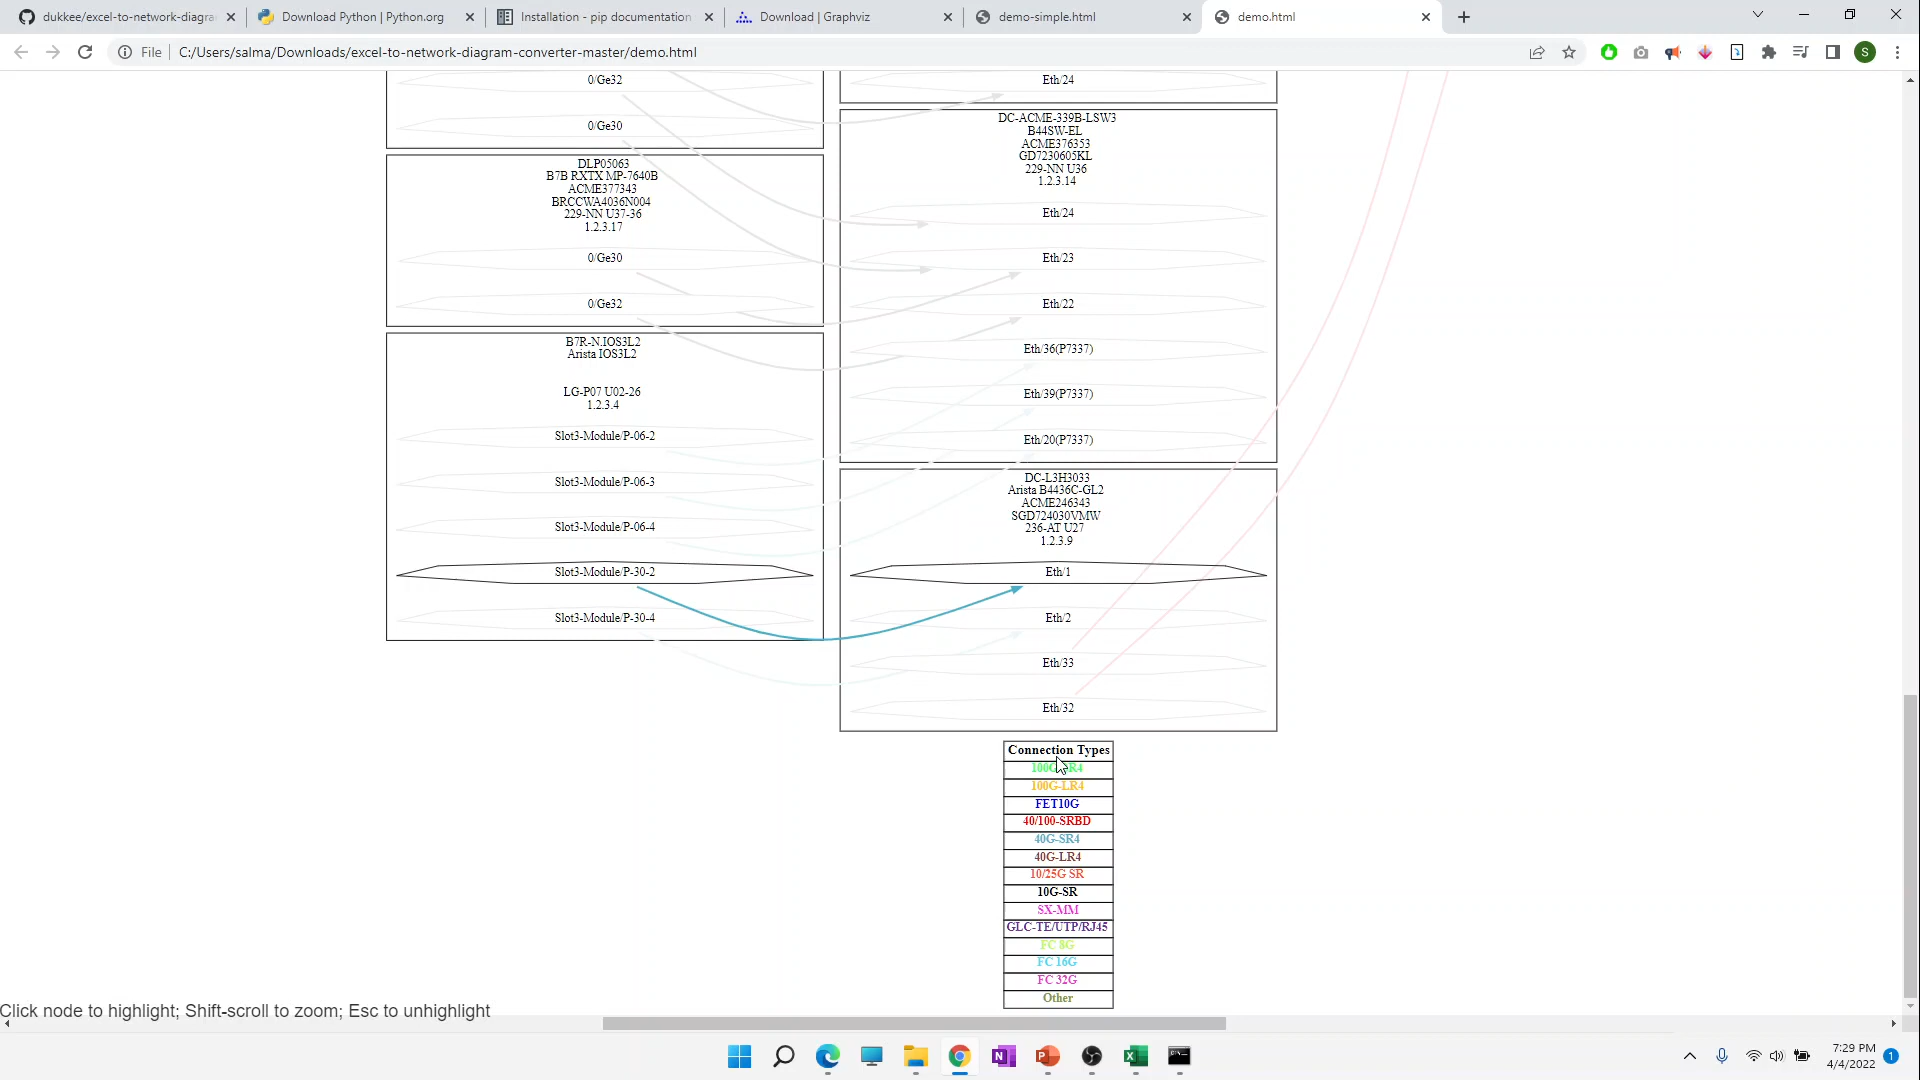 dukkee/excel-to-network-diagra
Download Python | Python.org
Installation - pip documentation
Download | Graphviz
demo-simple.html
demo.html
File
C:/Users/salma/Downloads/excel-to-network-diagram-converter-master/demo.html
S
0/Ge32
0/Ge30
DLP05063
B7B RXTX MP-7640B
ACME377343
BRCCWA4036N004
229-NN U37-36
1.2.3.17
0/Ge30
0/Ge32
B7R-N.IOS3L2
Arista IOS3L2
LG-P07 U02-26
1.2.3.4
Slot3-Module/P-06-2
Slot3-Module/P-06-3
Slot3-Module/P-06-4
Slot3-Module/P-30-2
Slot3-Module/P-30-4
Eth/24
DC-ACME-339B-LSW3
B44SW-EL
ACME376353
GD7230605KL
229-NN U36
1.2.3.14
Eth/24
Eth/23
Eth/22
Eth/36(P7337)
Eth/39(P7337)
Eth/20(P7337)
DC-L3H3033
Arista B4436C-GL2
ACME246343
SGD724030VMW
236-AT U27
1.2.3.9
Eth/1
Eth/2
Eth/33
Eth/32
Connection Types
100G-LR4
FET10G
40/100-SRBD
40G-SR4
40G-LR4
10/25G SR
10G-SR
SX-MM
GLC-TE/UTP/RJ45
FC 8G
FC 16G
FC 32G
Other
Click node to highlight; Shift-scroll to zoom; Esc to unhighlight
7:29 PM
4/4/2022
1